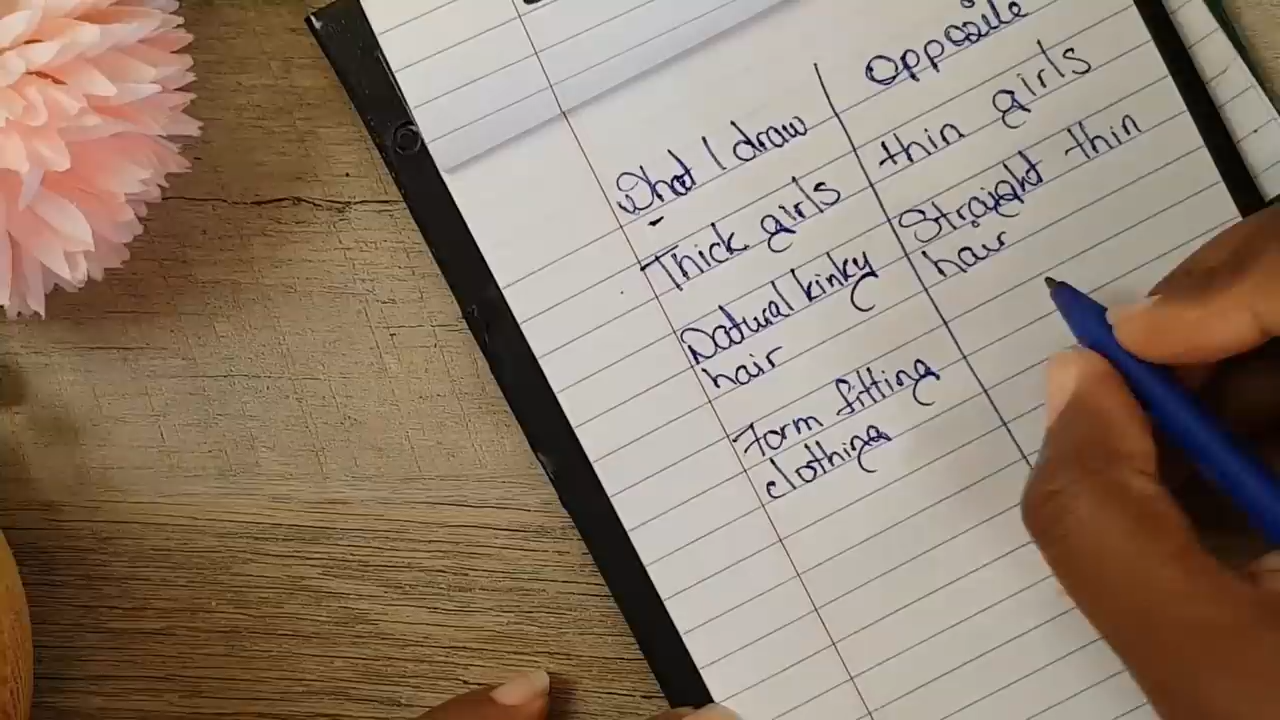 What I draw
Opposite
Thick girls
thin girls
Natural kinky
hair
Straight thin
hair
Form fitting
clothing